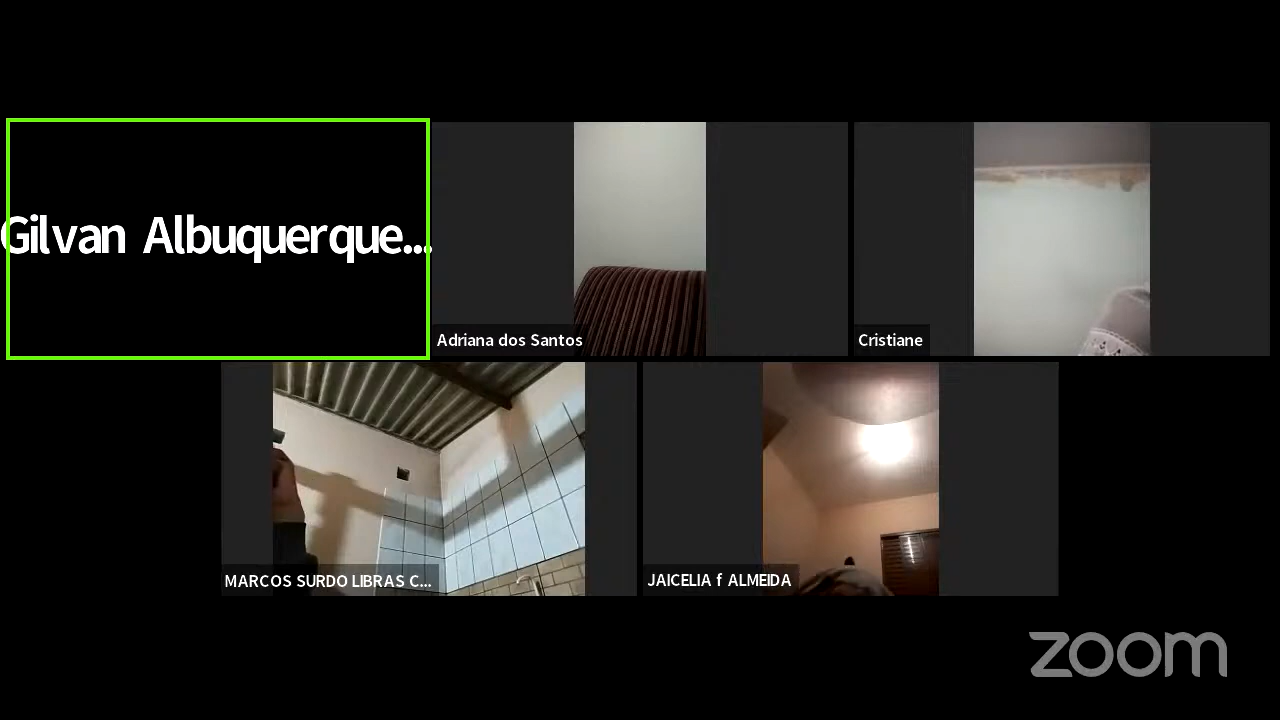 Gilvan Albuquerque...
Adriana dos Santos
Cristiane
MARCOS SURDO LIBRAS C...
JAICELIA f ALMEIDA
zoom